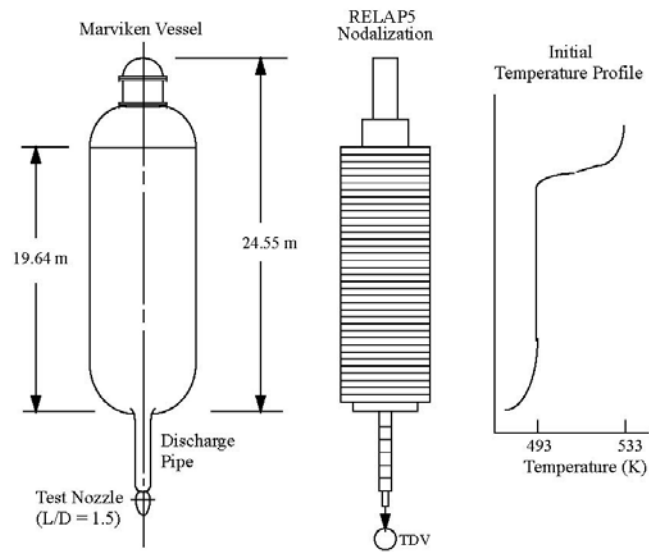 Marviken Vessel
19.64 m
24.55 m
Discharge
Pipe
Test Nozzle
(L/D = 1.5)
RELAP5
Nodalization
TDV
Initial
Temperature Profile
493
533
Temperature (K)